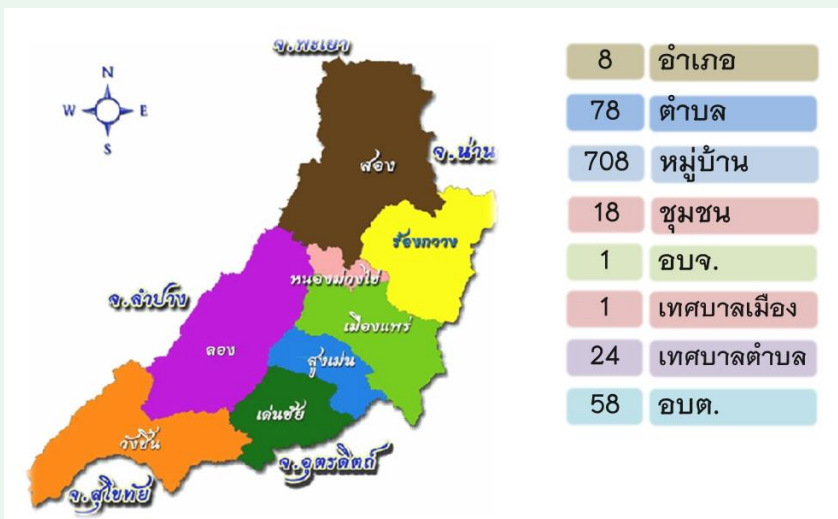 จ.พะเยา
N
W E
S
จ.น่าน
สอง
ร้องกวาง
หนองม่วงไข่
จ.ลำปาง
เมืองแพร่
ลอง
สูงเม่น
เด่นชัย
วังชิ้น
จ.อุตรดิตถ์
จ.สุโขทัย
8 อำเภอ
78 ตำบล
708 หมู่บ้าน
18 ชุมชน
1 อบจ.
1 เทศบาลเมือง
24 เทศบาลตำบล
58 อบต.